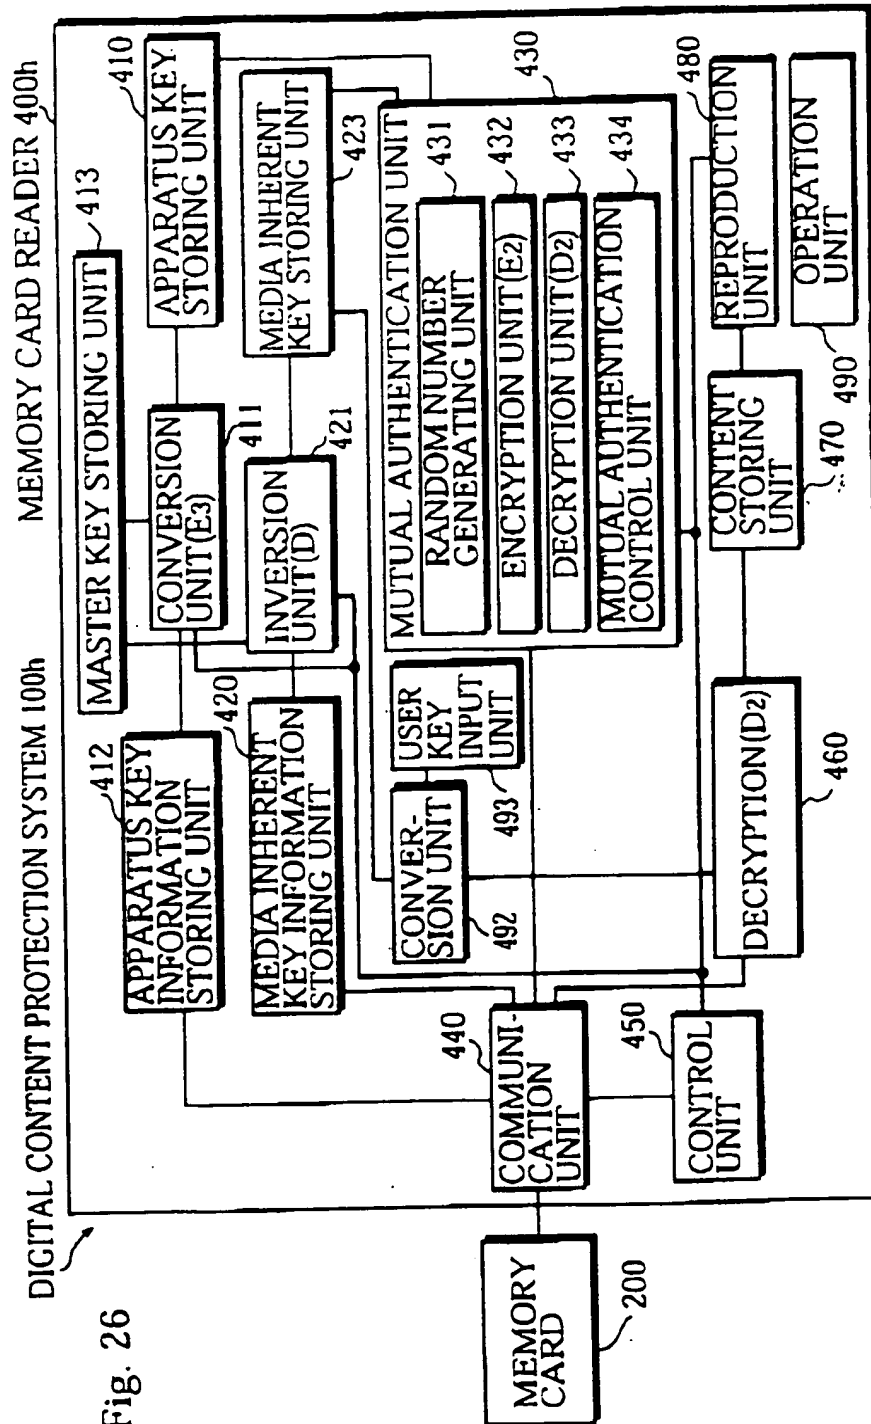 Fig. 26
DIGITAL CONTENT PROTECTION SYSTEM 100h
MEMORY CARD READER 400h
MASTER KEY STORING UNIT
413
APPARATUS KEY
INFORMATION
STORING UNIT
412
CONVERSION
UNIT(E3)
411
APPARATUS KEY
STORING UNIT
410
MEDIA INHERENT
KEY INFORMATION
STORING UNIT
420
INVERSION
UNIT(D)
421
MEDIA INHERENT
KEY STORING UNIT
423
CONVER-
SION UNIT
492
USER
KEY
INPUT
UNIT
493
MUTUAL AUTHENTICATION UNIT
430
RANDOM NUMBER
GENERATING UNIT
431
ENCRYPTION UNIT(E2)
432
DECRYPTION UNIT(D2)
433
MUTUAL AUTHENTICATION
CONTROL UNIT
434
MEMORY
CARD
200
COMMUNI-
CATION
UNIT
440
CONTROL
UNIT
450
DECRYPTION(D2)
460
CONTENT
STORING
UNIT
470
REPRODUCTION
UNIT
480
OPERATION
UNIT
490